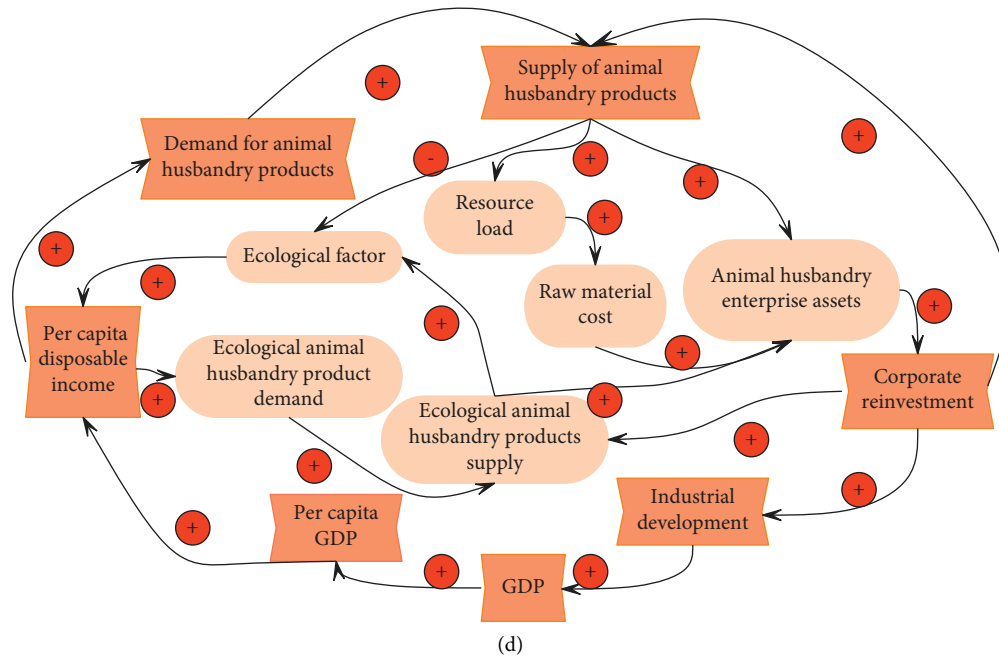 Supply of animal
husbandry products
+
+
Demand for animal
husbandry products
-
+
+
Resource
load
+
+
Ecological factor
+
Raw material
cost
Animal husbandry
enterprise assets
+
+
Per capita
disposable
income
+
Ecological animal
husbandry product
demand
+
Corporate
reinvestment
+
Ecological animal
husbandry products
supply
+
+
+
Per capita
GDP
Industrial
development
+
+
+
GDP
+
(d)